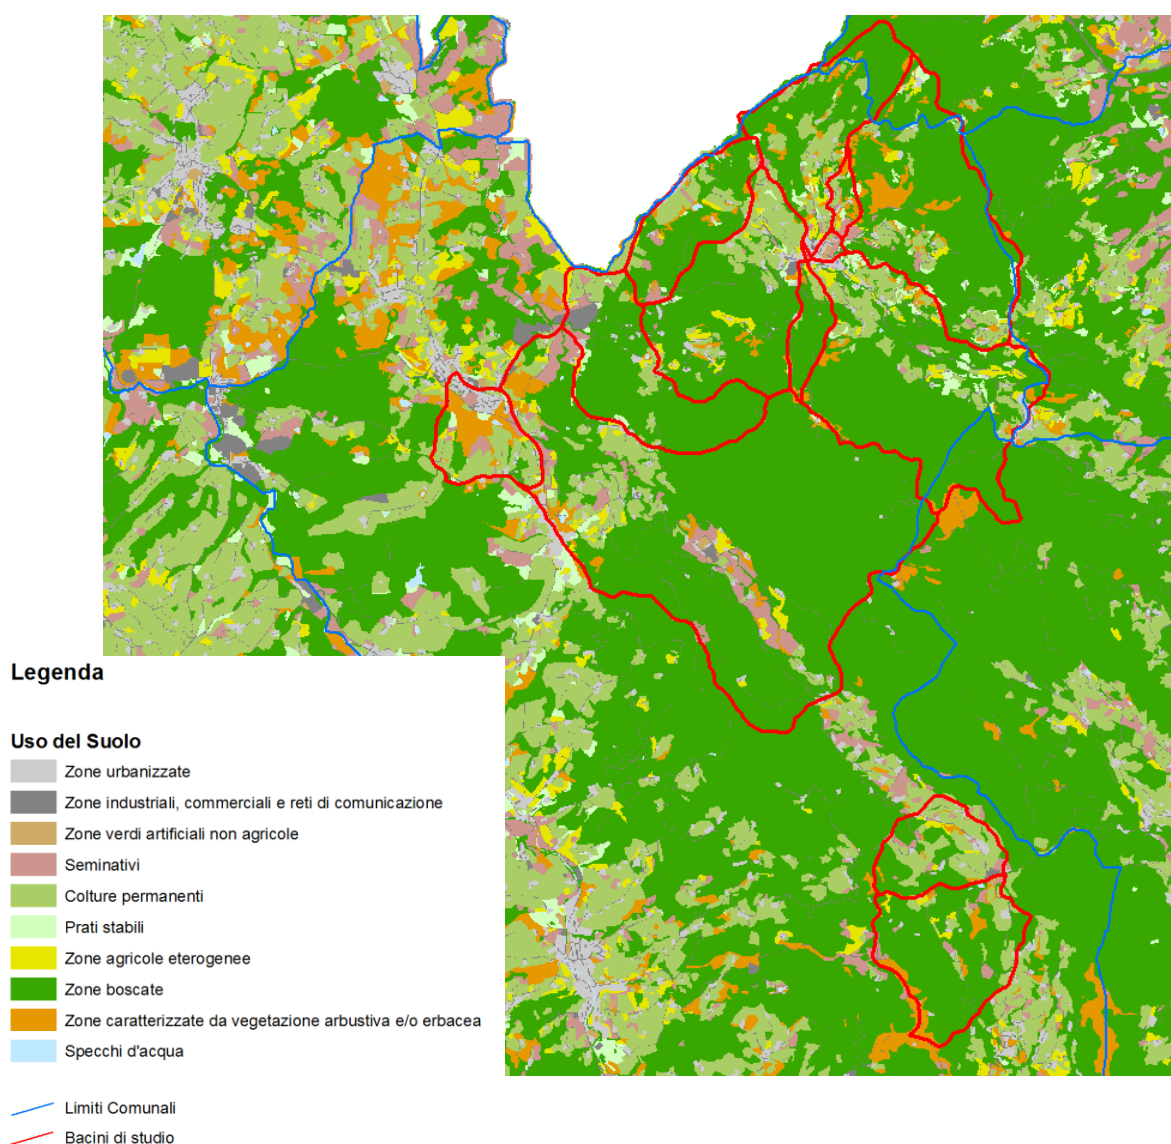 Legenda
Uso del Suolo
Zone urbanizzate
Zone industriali, commerciali e reti di comunicazione
Zone verdi artificiali non agricole
Seminativi
Colture permanenti
Prati stabili
Zone agricole eterogenee
Zone boscate
Zone caratterizzate da vegetazione arbustiva e/o erbacea
Specchi d'acqua
Limiti Comunali
Bacini di studio